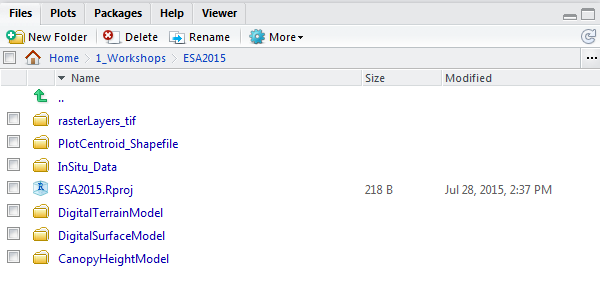 Files Plots Packages Help Viewer
New Folder Delete Rename More
Home 1_Workshops ESA2015 ...
Name Size Modified
..
rasterLayers_tif
PlotCentroid_Shapefile
InSitu_Data
ESA2015.Rproj 218 B Jul 28, 2015, 2:37 PM
DigitalTerrainModel
DigitalSurfaceModel
CanopyHeightModel